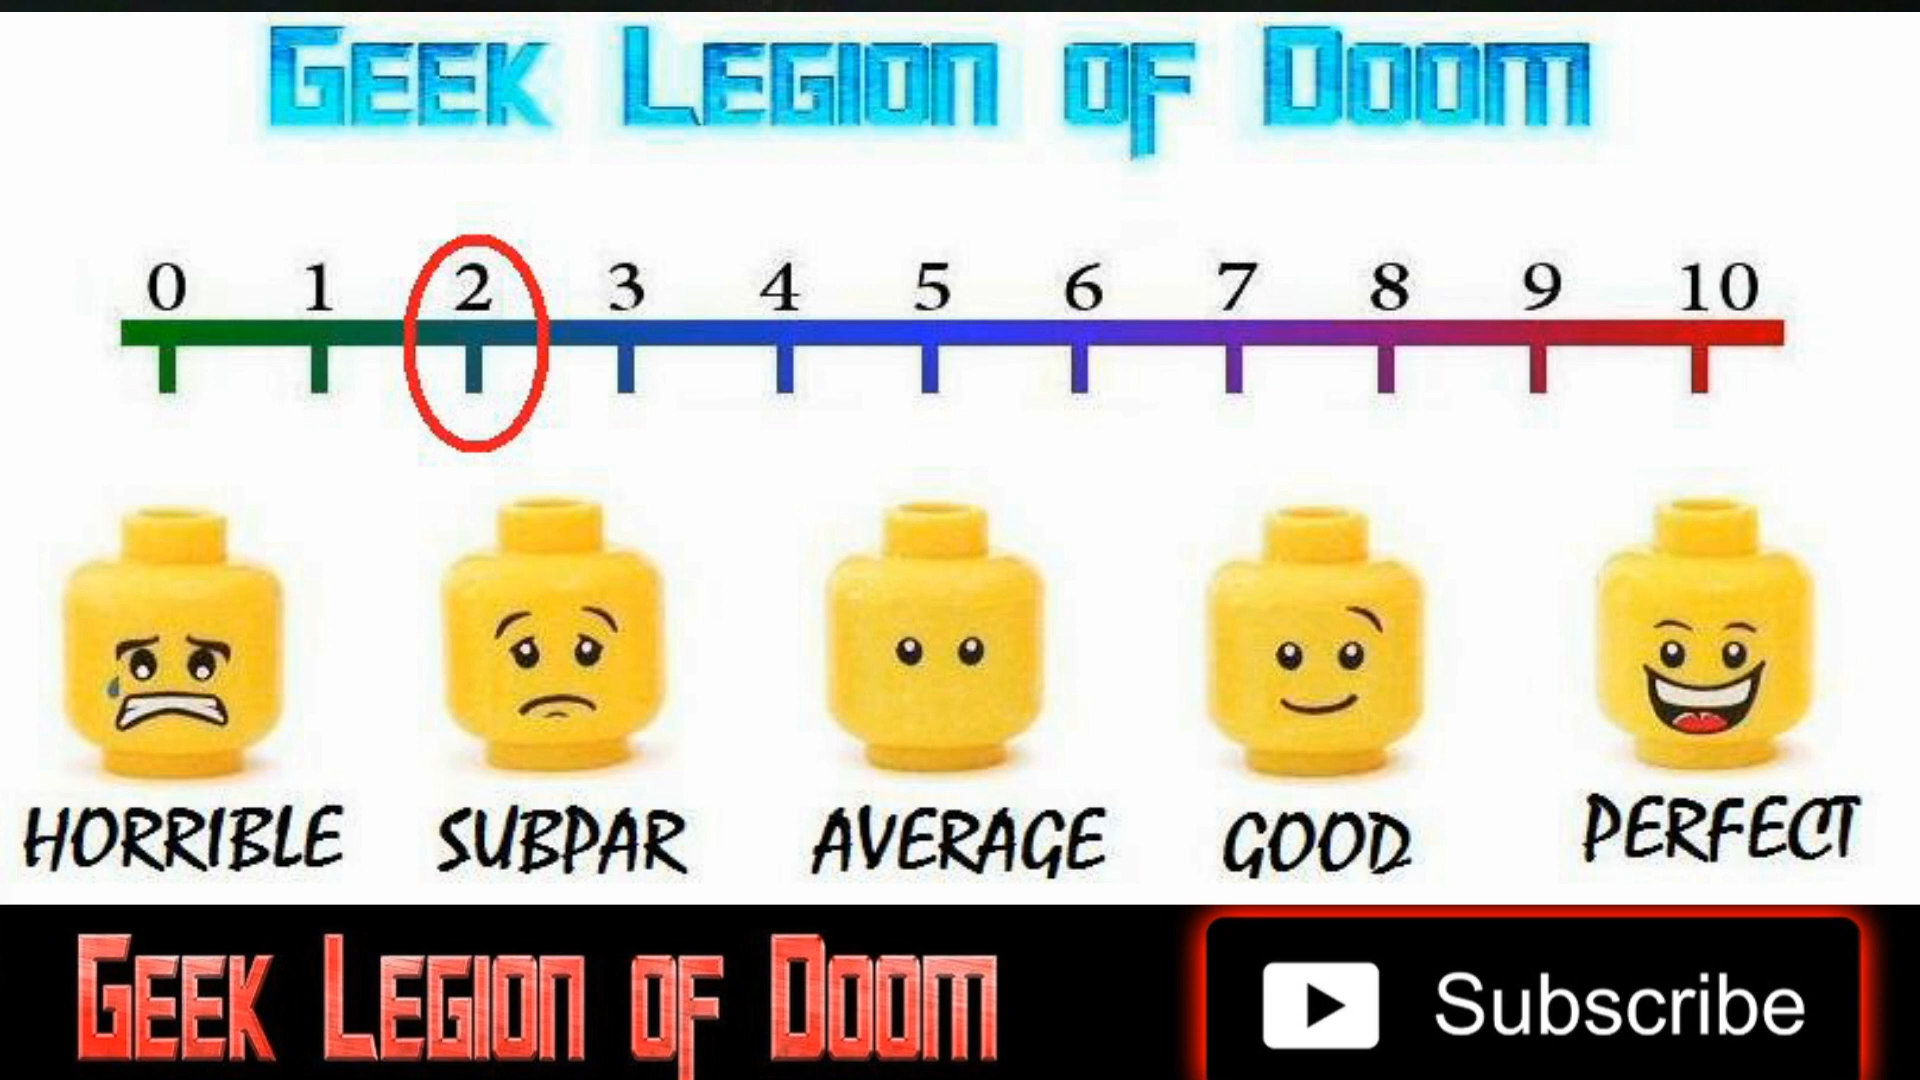 GEEK LEGION OF DOOM
0 1 2 3 4 5 6 7 8 9 10
HORRIBLE SUBPAR AVERAGE GOOD PERFECT
GEEK LEGION OF DOOM
Subscribe